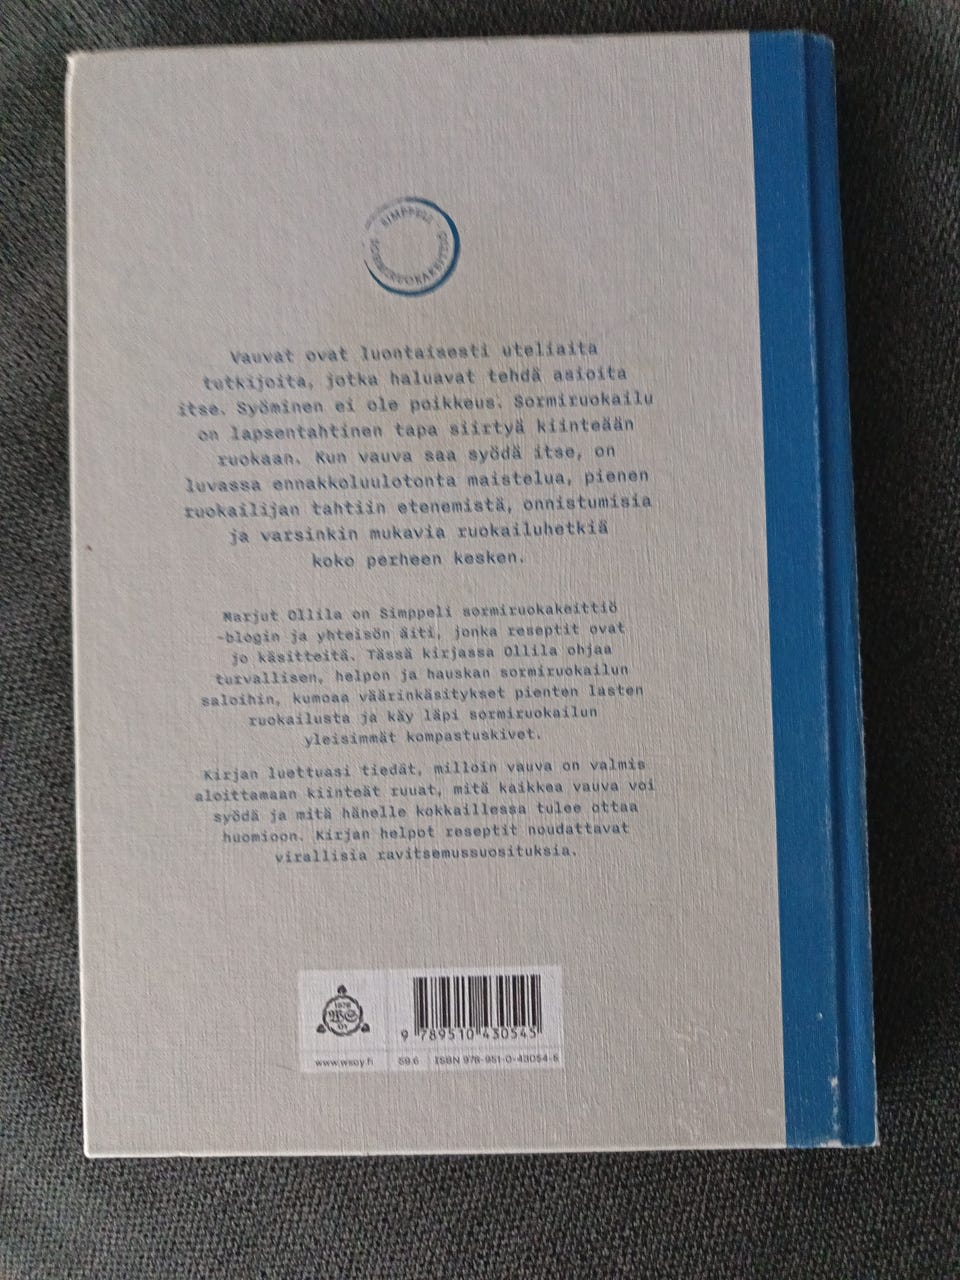 SIMPPELI
SORMIRUOKAKEITTIÖ
Vauvat ovat luontaisesti uteliaita
tutkijoita, jotka haluavat tehdä asioita
itse. Syöminen ei ole poikkeus. Sormiruokailu
on lapsentahtinen tapa siirtyä kiinteään
ruokaan. Kun vauva saa syödä itse, on
luvassa ennakkoluulotonta maistelua, pienen
ruokailijan tahtiin etenemistä, onnistumisia
ja varsinkin mukavia ruokailuhetkiä
koko perheen kesken.
Marjut Ollila on Simppeli sormiruokakeittiö
-blogin ja yhteisön äiti, jonka reseptit ovat
jo käsitteitä. Tässä kirjassa Ollila ohjaa
turvallisen, helpon ja hauskan sormiruokailun
saloihin, kumoaa väärinkäsitykset pienten lasten
ruokailusta ja käy läpi sormiruokailun
yleisimmät kompastuskivet.
Kirjan luettuasi tiedät, milloin vauva on valmis
aloittamaan kiinteät ruuat, mitä kaikkea vauva voi
syödä ja mitä hänelle kokkaillessa tulee ottaa
huomioon. Kirjan helpot reseptit noudattavat
virallisia ravitsemussuosituksia.
1878
WS
OY
9 789510 430545
www.wsoy.fi 59.6 ISBN 978-951-0-43054-5